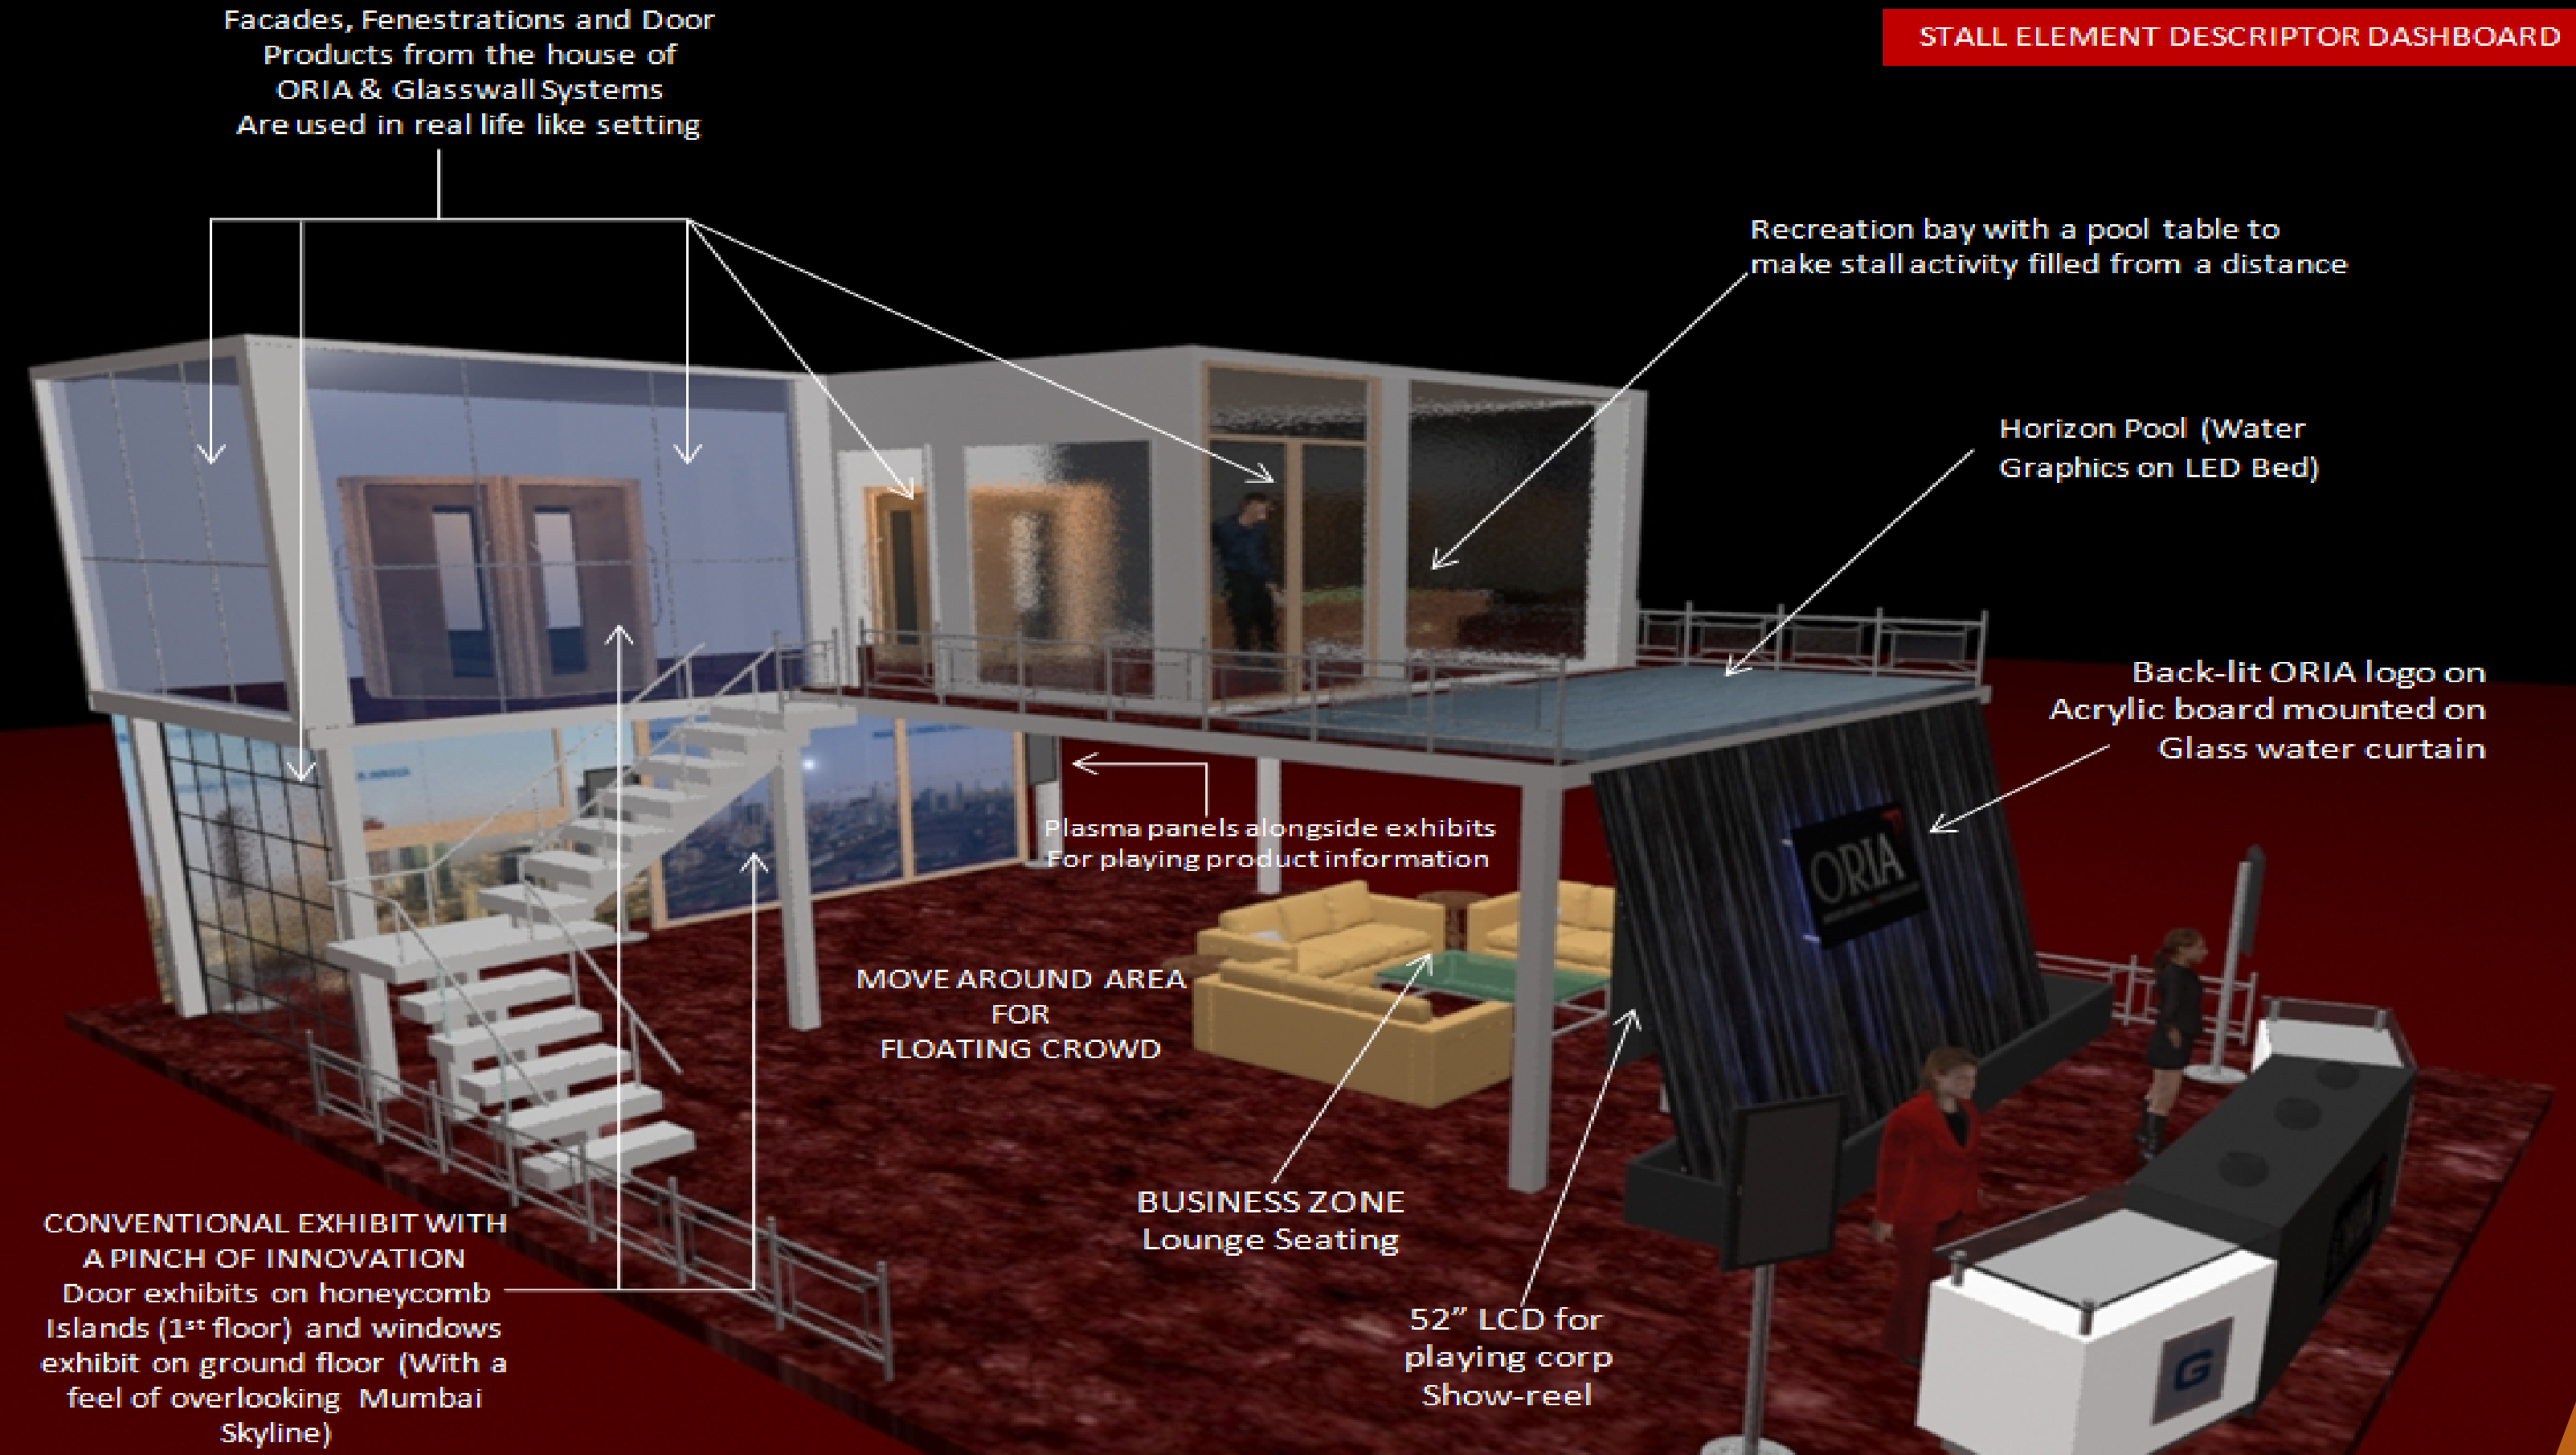 Facades, Fenestrations and Door
Products from the house of
ORIA & Glasswall Systems
Are used in real life like setting
STALL ELEMENT DESCRIPTOR DASHBOARD
Recreation bay with a pool table to
make stall activity filled from a distance
Horizon Pool (Water
Graphics on LED Bed)
Back-lit ORIA logo on
Acrylic board mounted on
Glass water curtain
Plasma panels alongside exhibits
For playing product information
ORIA
MOVE AROUND AREA
FOR
FLOATING CROWD
BUSINESS ZONE
Lounge Seating
52” LCD for
playing corp
Show-reel
CONVENTIONAL EXHIBIT WITH
A PINCH OF INNOVATION
Door exhibits on honeycomb
Islands (1st floor) and windows
exhibit on ground floor (With a
feel of overlooking Mumbai
Skyline)
G